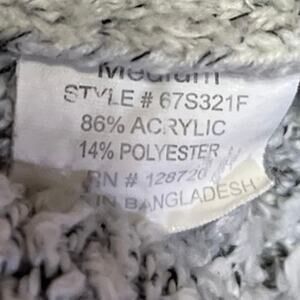 Medium
STYLE # 67S321F
86% ACRYLIC
14% POLYESTER
RN # 128720
IN BANGLADESH